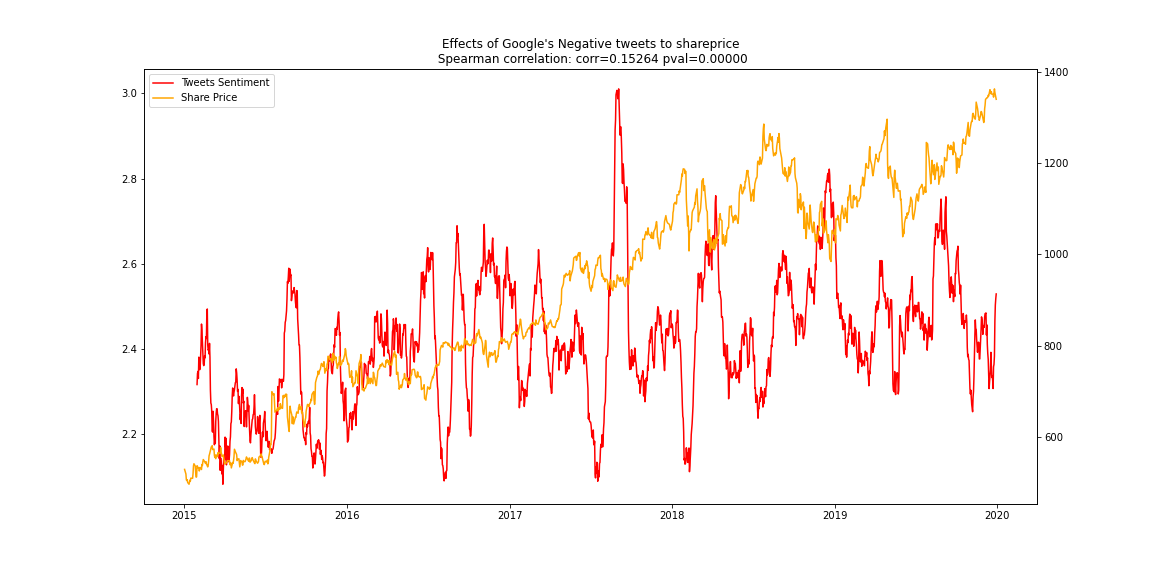 Effects of Google's Negative tweets to shareprice
Spearman correlation: corr=0.15264 pval=0.00000
Tweets Sentiment
Share Price
3.0
2.8
2.6
2.4
2.2
1400
1200
1000
800
600
2015 2016 2017 2018 2019 2020